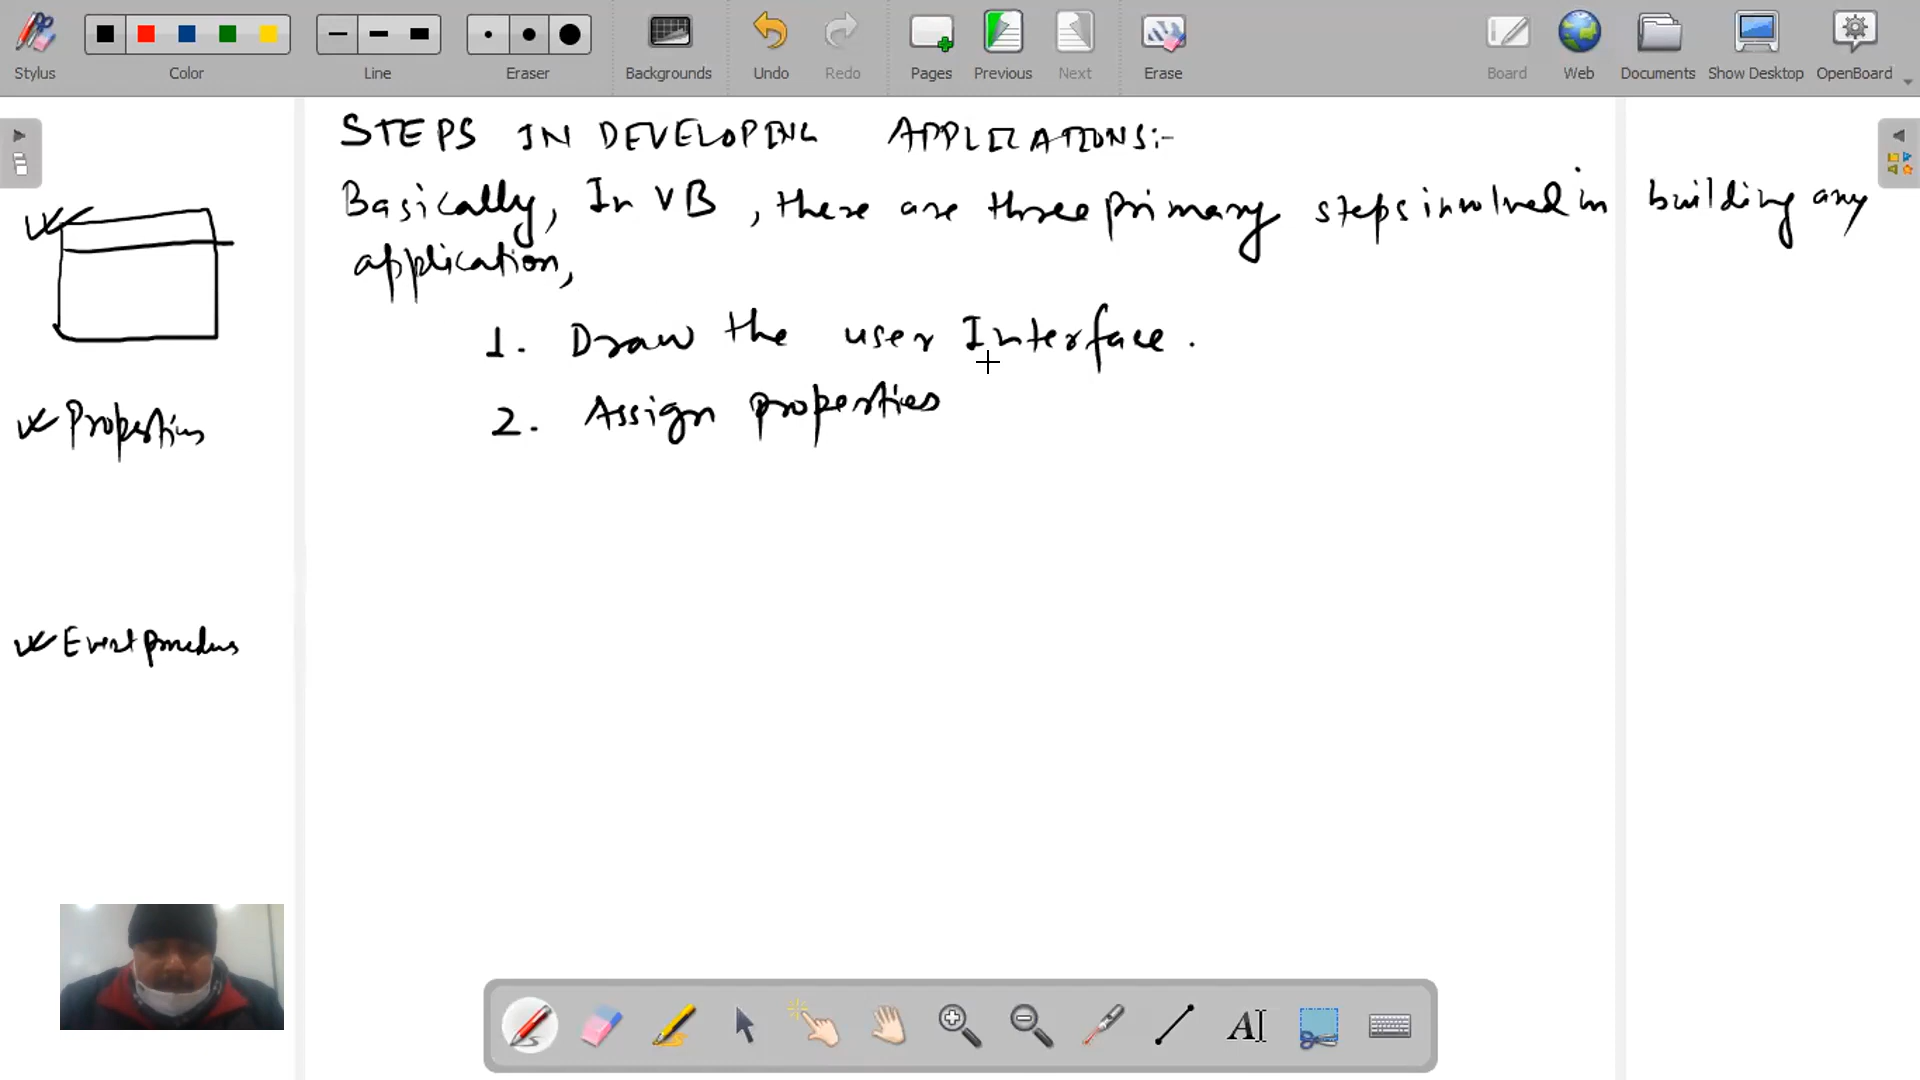 Stylus Color Line Eraser Backgrounds Undo Redo Pages Previous Next Erase Board Web Documents Show Desktop OpenBoard
STEPS IN DEVELOPING APPLICATIONS:-
Basically, In VB, there are three primary steps involved in building any
application,
1. Draw the user Interface.
2. Assign properties
Properties
Event
AI